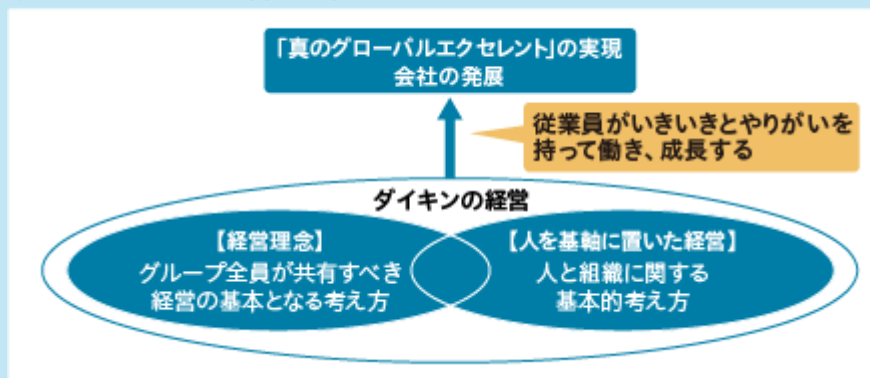 「真のグローバルエクセレント」の実現
会社の発展
従業員がいきいきとやりがいを
持って働き、成長する
ダイキンの経営
【経営理念】
グループ全員が共有すべき
経営の基本となる考え方
【人を基軸に置いた経営】
人と組織に関する
基本的考え方